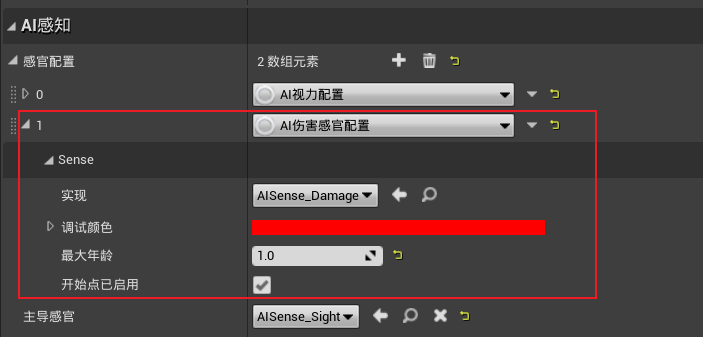 AI感知
感官配置 2 数组元素
0 AI视力配置
1 AI伤害感官配置
Sense
实现 AISense_Damage
调试颜色
最大年龄 1.0
开始点已启用
主导感官 AISense_Sight